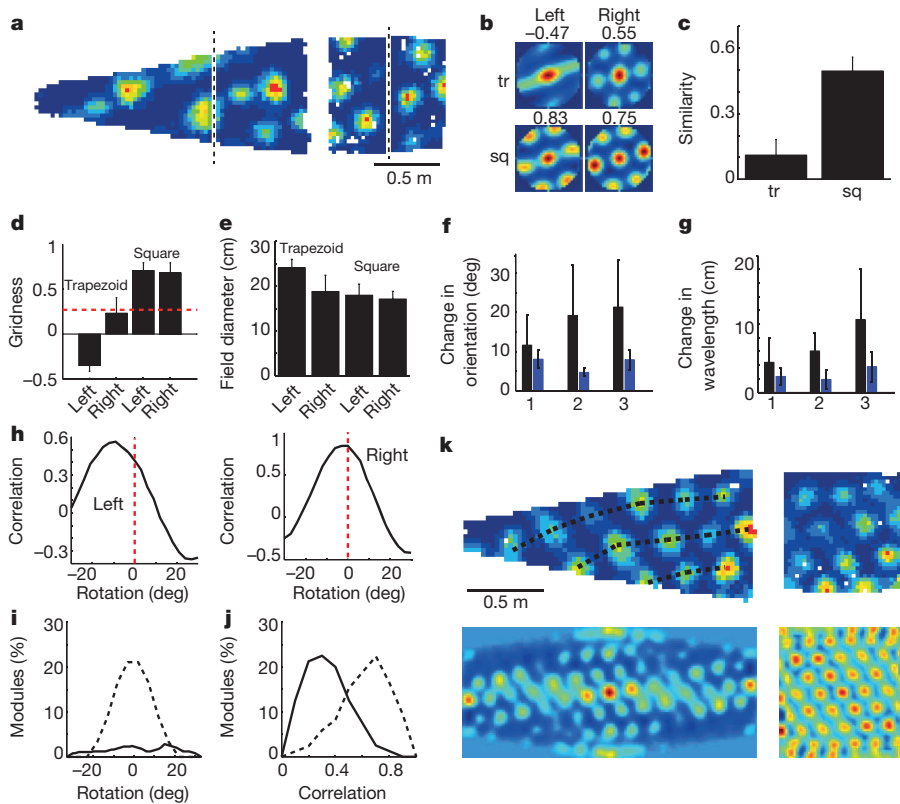 a
0.5 m
b
Left
Right
−0.47
0.55
tr
0.83
0.75
sq
c
Similarity
0.6
0.3
0
tr
sq
d
Gridness
1
0.5
0
−0.5
Trapezoid
Square
Left
Right
Left
Right
e
Field diameter (cm)
30
20
10
0
Trapezoid
Square
Left
Right
Left
Right
f
Change in
orientation (deg)
30
20
10
0
1
2
3
g
Change in
wavelength (cm)
20
10
0
1
2
3
h
Correlation
0.6
0.3
0
−0.3
Left
−20
0
20
Rotation (deg)
Correlation
1
0.5
0
−0.5
Right
−20
0
20
Rotation (deg)
i
Modules (%)
30
20
10
0
−20
0
20
Rotation (deg)
j
Modules (%)
30
20
10
0
0
0.4
0.8
Correlation
k
0.5 m